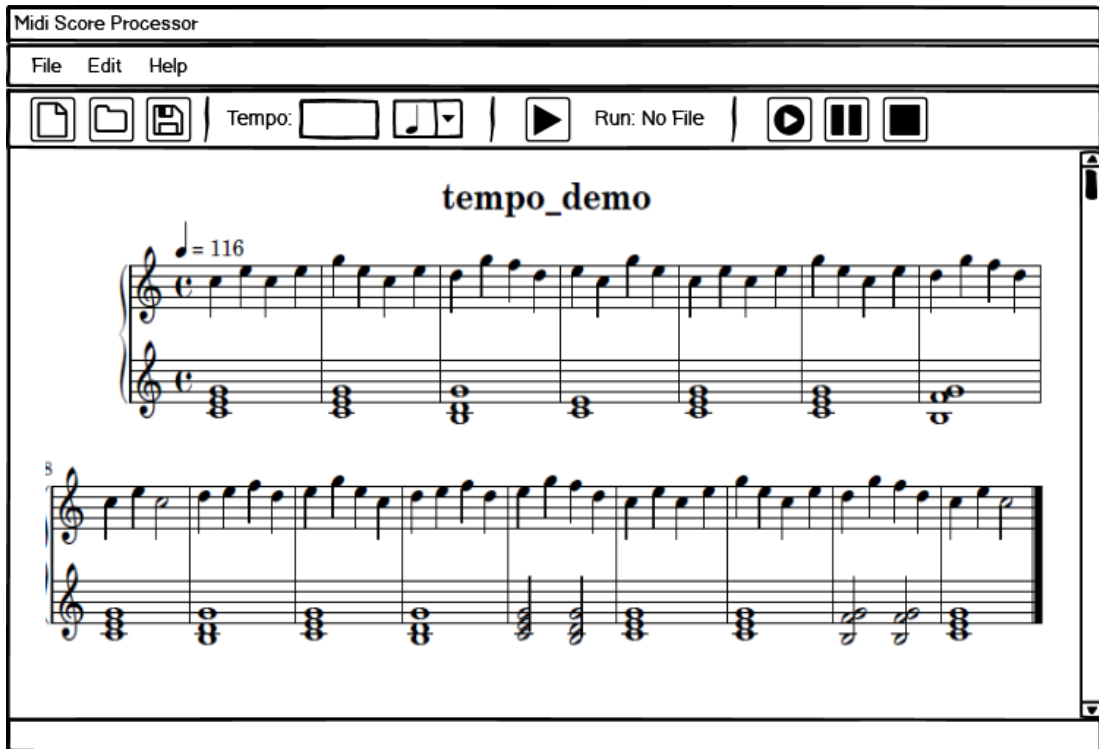 Midi Score Processor
File Edit Help
Tempo: Run: No File
tempo_demo
= 116
8